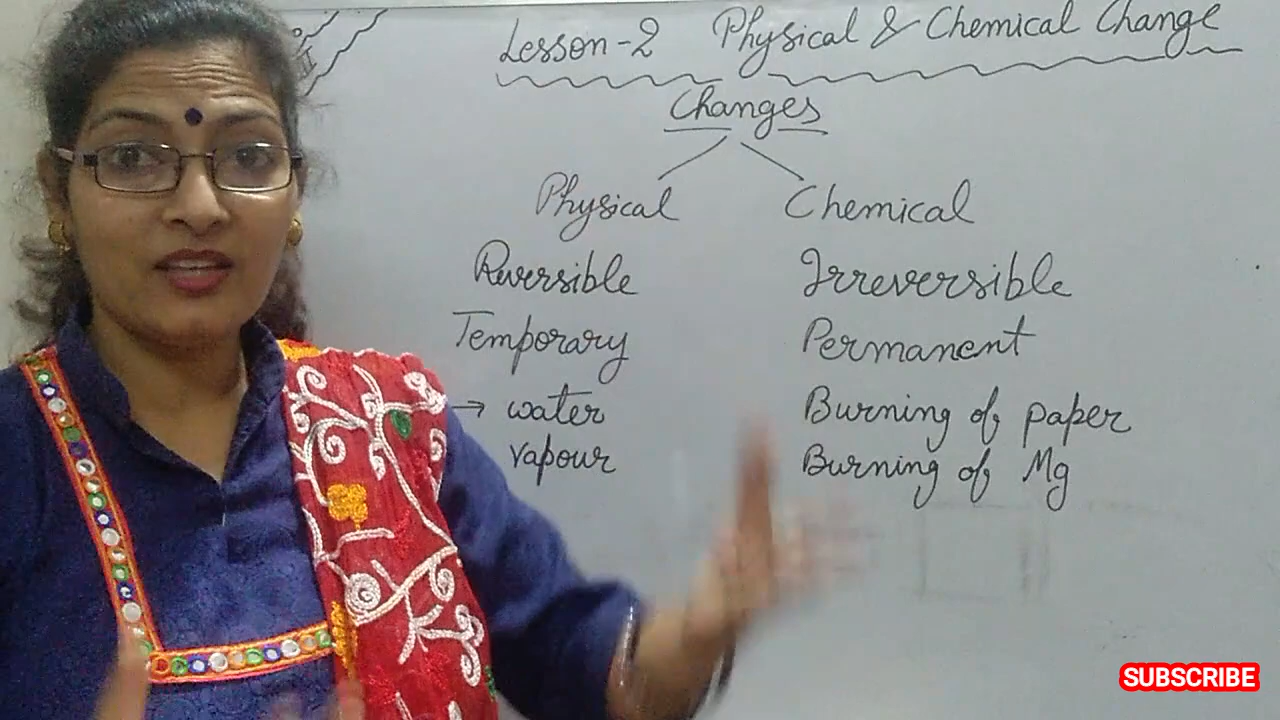 Lesson-2 Physical & Chemical Change
Changes
Physical Chemical
Reversible Irreversible
Temporary Permanent
→ water Burning of paper
vapour Burning of Mg
SUBSCRIBE